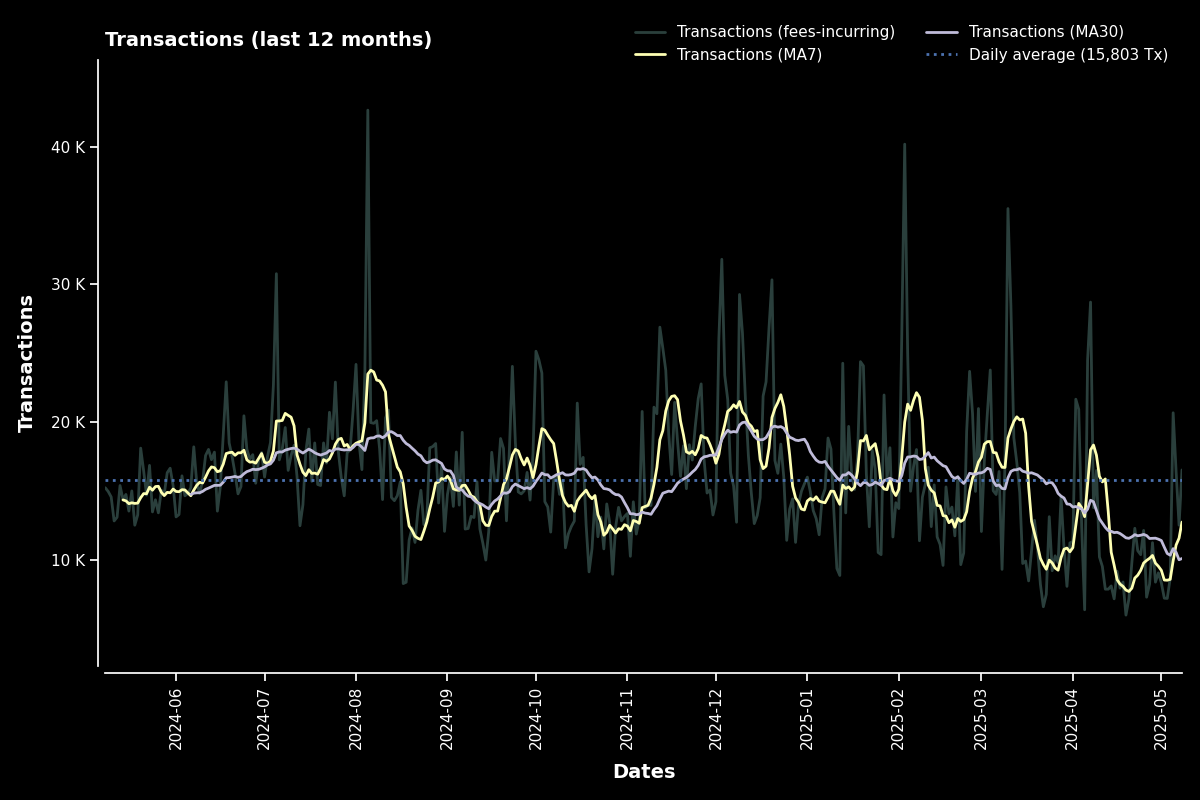 Transactions (last 12 months)
Transactions (fees-incurring)
Transactions (MA7)
Transactions (MA30)
Daily average (15,803 Tx)
Transactions
40 K
30 K
20 K
10 K
2024-06
2024-07
2024-08
2024-09
2024-10
2024-11
2024-12
2025-01
2025-02
2025-03
2025-04
2025-05
Dates